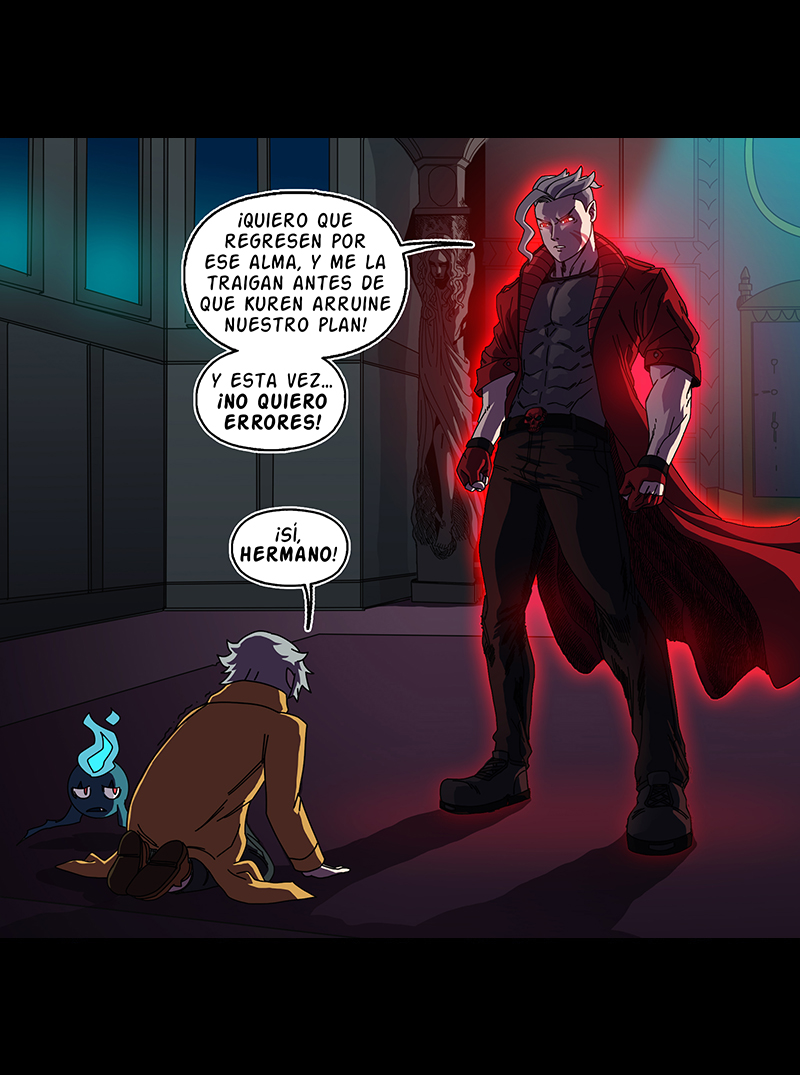 ¡QUIERO QUE
REGRESEN POR
ESE ALMA, Y ME LA
TRAIGAN ANTES DE
QUE KUREN ARRUINE
NUESTRO PLAN!
Y ESTA VEZ...
¡NO QUIERO
ERRORES!
¡SÍ,
HERMANO!